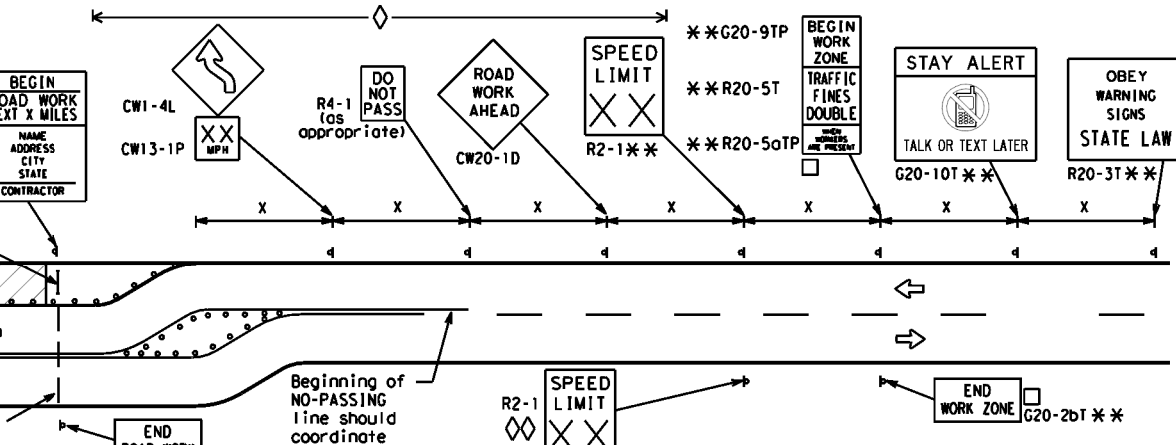 BEGIN
ROAD WORK
NEXT X MILES
NAME
ADDRESS
CITY
STATE
CONTRACTOR
CW1-4L
CW13-1P
XX
MPH
R4-1
(as
appropriate)
DO
NOT
PASS
ROAD
WORK
AHEAD
CW20-1D
SPEED
LIMIT
X X
R2-1**
**G20-9TP
**R20-5T
**R20-5aTP
BEGIN
WORK
ZONE
TRAFFIC
FINES
DOUBLE
WHEN
WORKERS
ARE PRESENT
STAY ALERT
TALK OR TEXT LATER
G20-10T **
OBEY
WARNING
SIGNS
STATE LAW
R20-3T **
X X X X X X X
Beginning of
NO-PASSING
line should
coordinate
R2-1
SPEED
LIMIT
X X
END
WORK ZONE
G20-2bT **
END
ROAD WORK